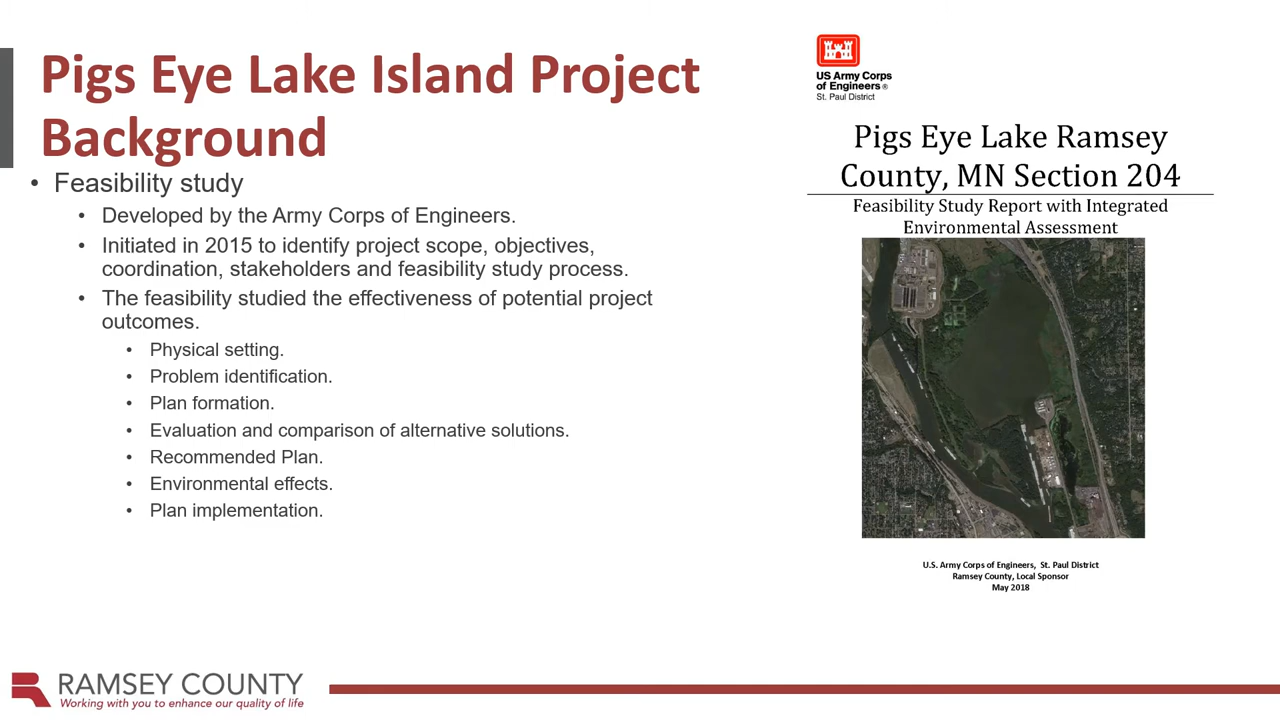 Pigs Eye Lake Island Project
Background
• Feasibility study
• Developed by the Army Corps of Engineers.
• Initiated in 2015 to identify project scope, objectives,
coordination, stakeholders and feasibility study process.
• The feasibility studied the effectiveness of potential project
outcomes.
• Physical setting.
• Problem identification.
• Plan formation.
• Evaluation and comparison of alternative solutions.
• Recommended Plan.
• Environmental effects.
• Plan implementation.
US Army Corps
of Engineers®
St. Paul District
Pigs Eye Lake Ramsey
County, MN Section 204
Feasibility Study Report with Integrated
Environmental Assessment
U.S. Army Corps of Engineers, St. Paul District
Ramsey County, Local Sponsor
May 2018
RAMSEY COUNTY
Working with you to enhance our quality of life